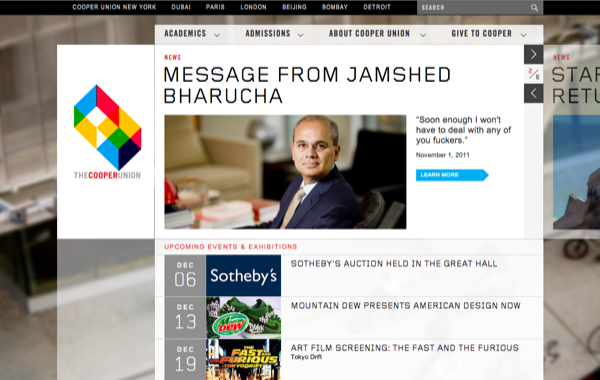 COOPER UNION NEW YORK DUBAI PARIS LONDON BEIJING BOMBAY DETROIT SEARCH
ACADEMICS ADMISSIONS ABOUT COOPER UNION GIVE TO COOPER
NEWS
MESSAGE FROM JAMSHED
BHARUCHA
2/6
NEWS
STAR
RETU
THECOOPERUNION
"Soon enough I won't
have to deal with any of
you fuckers."
November 1, 2011
LEARN MORE
UPCOMING EVENTS & EXHIBITIONS
DEC
06
Sotheby's
SOTHEBY'S AUCTION HELD IN THE GREAT HALL
DEC
13
Mountain
DEW
MOUNTAIN DEW PRESENTS AMERICAN DESIGN NOW
DEC
19
THE FAST AND THE FURIOUS
TOKYO DRIFT
ART FILM SCREENING: THE FAST AND THE FURIOUS
Tokyo Drift